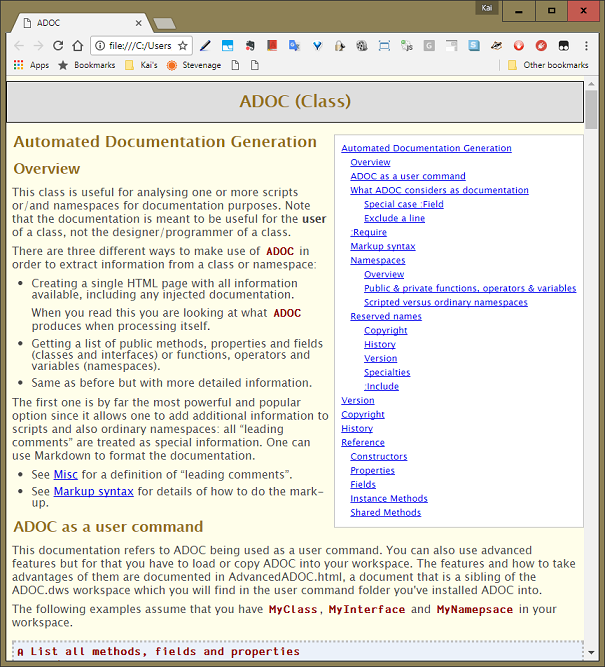 Kai
ADOC
file:///C:/Users
Apps Bookmarks Kai's Stevenage Other bookmarks
ADOC (Class)
Automated Documentation Generation
Overview
This class is useful for analysing one or more scripts
or/and namespaces for documentation purposes. Note
that the documentation is meant to be useful for the user
of a class, not the designer/programmer of a class.
There are three different ways to make use of ADOC in
order to extract information from a class or namespace:
• Creating a single HTML page with all information
available, including any injected documentation.
When you read this you are looking at what ADOC
produces when processing itself.
• Getting a list of public methods, properties and fields
(classes and interfaces) or functions, operators and
variables (namespaces).
• Same as before but with more detailed information.
The first one is by far the most powerful and popular
option since it allows one to add additional information to
scripts and also ordinary namespaces: all “leading
comments” are treated as special information. One can
use Markdown to format the documentation.
• See Misc for a definition of “leading comments”.
• See Markup syntax for details of how to do the mark-
up.
Automated Documentation Generation
Overview
ADOC as a user command
What ADOC considers as documentation
Special case :Field
Exclude a line
:Require
Markup syntax
Namespaces
Overview
Public & private functions, operators & variables
Scripted versus ordinary namespaces
Reserved names
Copyright
History
Version
Specialties
:Include
Version
Copyright
History
Reference
Constructors
Properties
Fields
Instance Methods
Shared Methods
ADOC as a user command
This documentation refers to ADOC being used as a user command. You can also use advanced
features but for that you have to load or copy ADOC into your workspace. The features and how to take
advantages of them are documented in AdvancedADOC.html, a document that is a sibling of the
ADOC.dws workspace which you will find in the user command folder you've installed ADOC into.
The following examples assume that you have MyClass, MyInterface and MyNamepsace in your
workspace.
⍝ List all methods, fields and properties